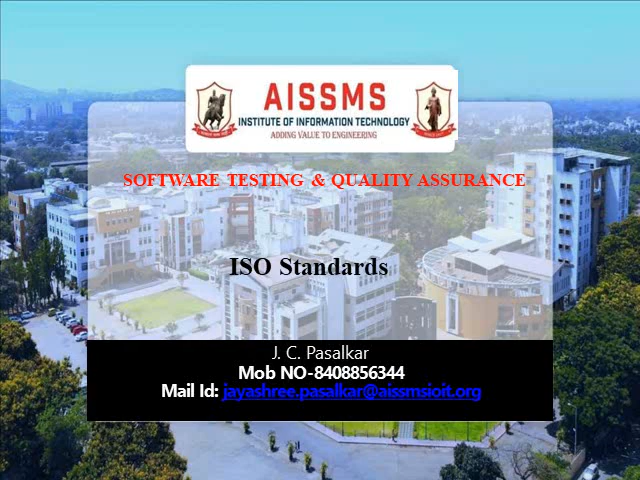 AISSMS
INSTITUTE OF INFORMATION TECHNOLOGY
ADDING VALUE TO ENGINEERING
SOFTWARE TESTING & QUALITY ASSURANCE
ISO Standards
J. C. Pasalkar
Mob NO-8408856344
Mail Id: jayashree.pasalkar@aissmsioit.org